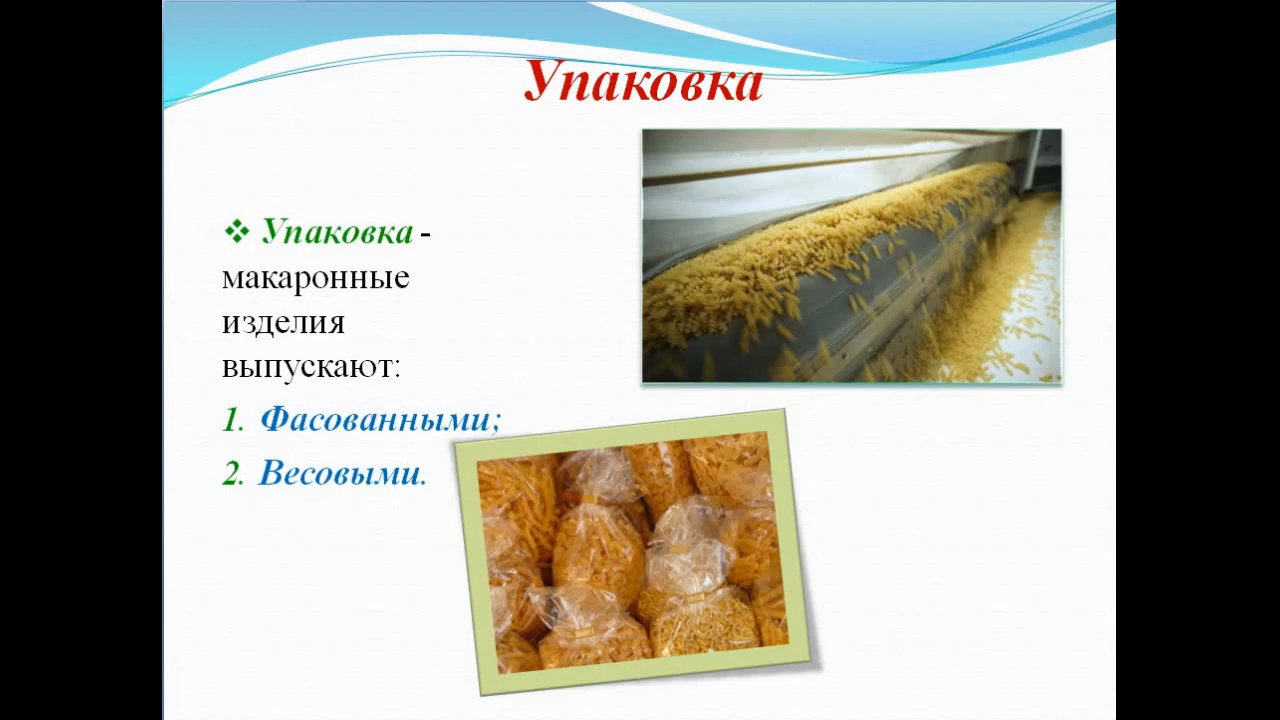 Упаковка
❖ Упаковка -
макаронные
изделия
выпускают:
1. Фасованными;
2. Весовыми.